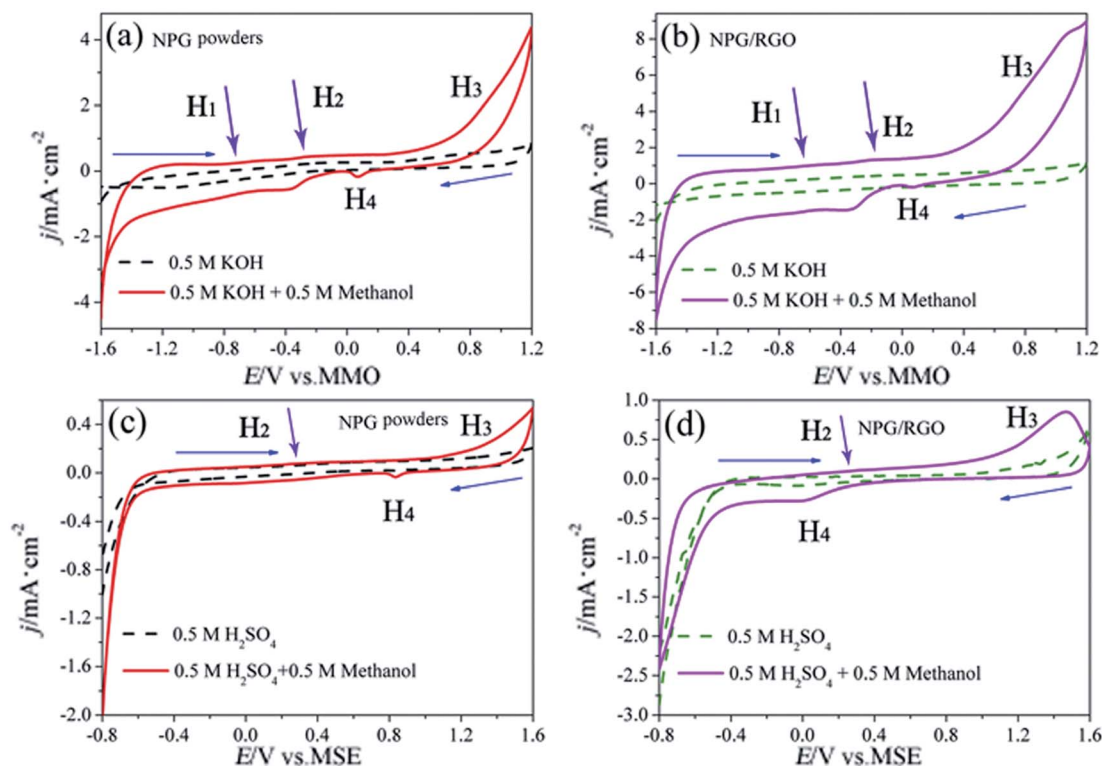 (a) NPG powders
H1
H2
H3
H4
0.5 M KOH
0.5 M KOH + 0.5 M Methanol
j/mA·cm-2
4
2
0
-2
-4
-1.6 -1.2 -0.8 -0.4 0.0 0.4 0.8 1.2
E/V vs.MMO
(b) NPG/RGO
H1
H2
H3
H4
0.5 M KOH
0.5 M KOH + 0.5 M Methanol
j/mA·cm-2
8
6
4
2
0
-2
-4
-6
-8
-1.6 -1.2 -0.8 -0.4 0.0 0.4 0.8 1.2
E/V vs.MMO
(c) NPG powders
H2
H3
H4
0.5 M H2SO4
0.5 M H2SO4+0.5 M Methanol
j/mA·cm-2
0.4
0.0
-0.4
-0.8
-1.2
-1.6
-2.0
-0.8 -0.4 0.0 0.4 0.8 1.2 1.6
E/V vs.MSE
(d) NPG/RGO
H2
H3
H4
0.5 M H2SO4
0.5 M H2SO4 + 0.5 M Methanol
j/mA·cm-2
1.0
0.5
0.0
-0.5
-1.0
-1.5
-2.0
-2.5
-3.0
-0.8 -0.4 0.0 0.4 0.8 1.2 1.6
E/V vs.MSE